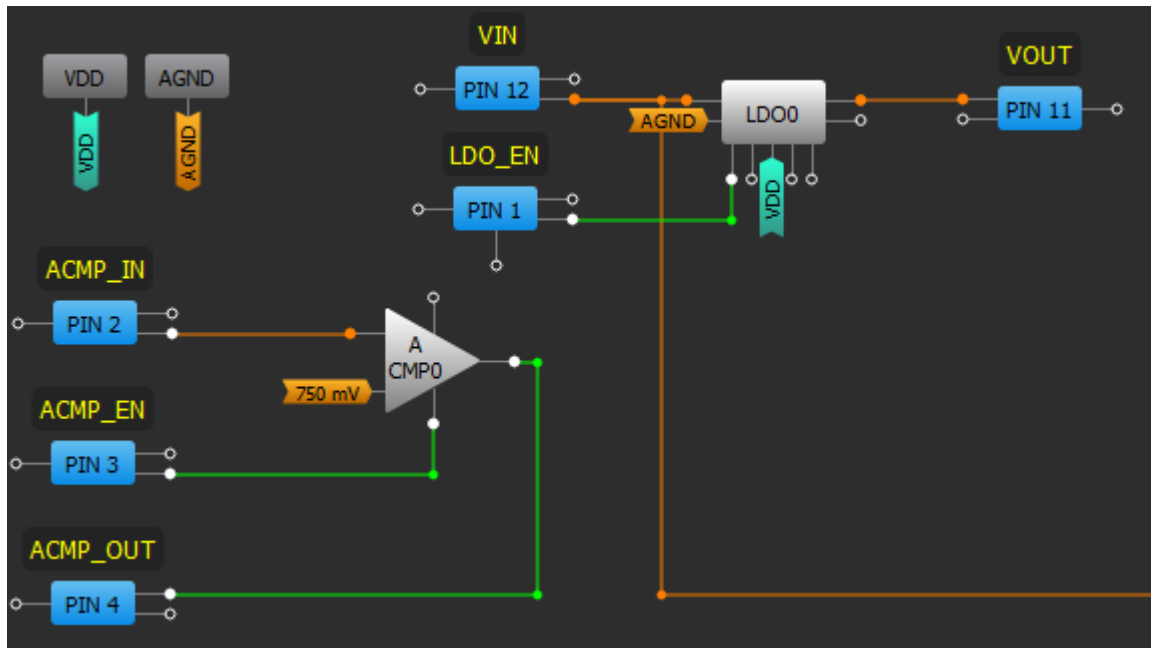 VIN
VOUT
VDD
AGND
PIN 12
PIN 11
LDO0
AGND
VDD
AGND
LDO_EN
PIN 1
VDD
ACMP_IN
PIN 2
A
CMP0
750 mV
ACMP_EN
PIN 3
ACMP_OUT
PIN 4